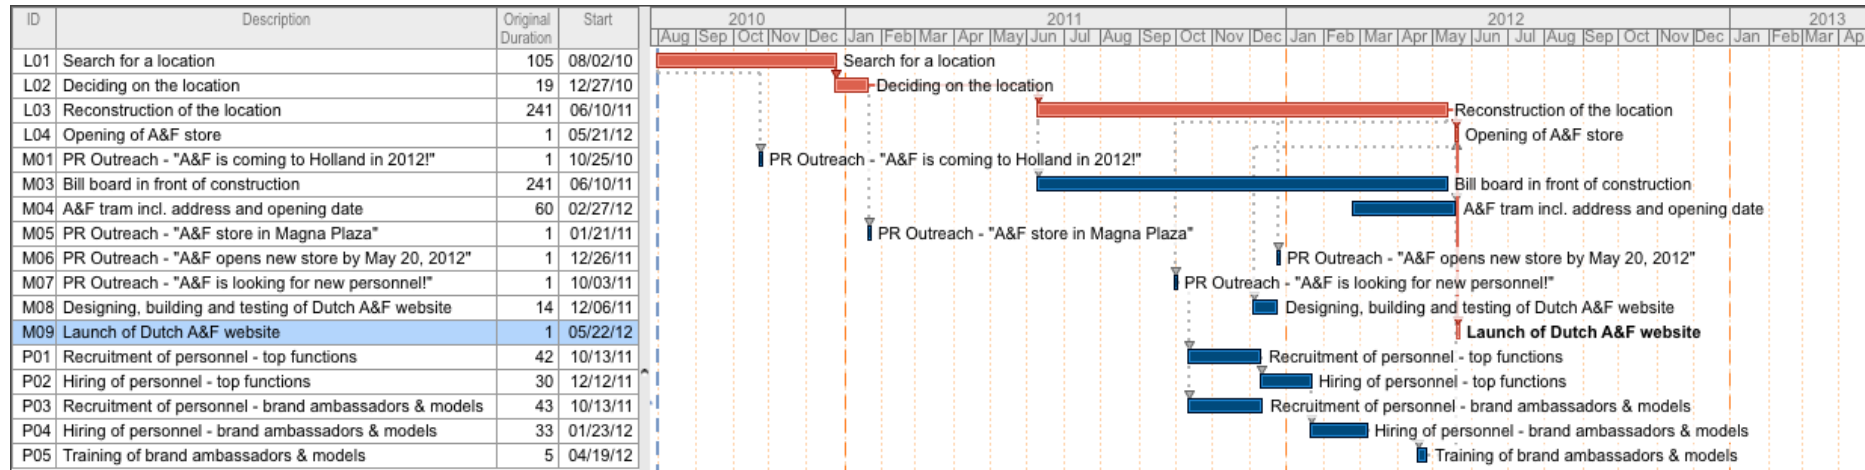 ID Description Original Duration Start 2010 2011 2012 2013
Aug Sep Oct Nov Dec Jan Feb Mar Apr May Jun Jul Aug Sep Oct Nov Dec Jan Feb Mar Apr May Jun Jul Aug Sep Oct Nov Dec Jan Feb Mar Ap
L01 Search for a location 105 08/02/10 Search for a location
L02 Deciding on the location 19 12/27/10 Deciding on the location
L03 Reconstruction of the location 241 06/10/11 Reconstruction of the location
L04 Opening of A&F store 1 05/21/12 Opening of A&F store
M01 PR Outreach - "A&F is coming to Holland in 2012!" 1 10/25/10 PR Outreach - "A&F is coming to Holland in 2012!"
M03 Bill board in front of construction 241 06/10/11 Bill board in front of construction
M04 A&F tram incl. address and opening date 60 02/27/12 A&F tram incl. address and opening date
M05 PR Outreach - "A&F store in Magna Plaza" 1 01/21/11 PR Outreach - "A&F store in Magna Plaza"
M06 PR Outreach - "A&F opens new store by May 20, 2012" 1 12/26/11 PR Outreach - "A&F opens new store by May 20, 2012"
M07 PR Outreach - "A&F is looking for new personnel!" 1 10/03/11 PR Outreach - "A&F is looking for new personnel!"
M08 Designing, building and testing of Dutch A&F website 14 12/06/11 Designing, building and testing of Dutch A&F website
M09 Launch of Dutch A&F website 1 05/22/12 Launch of Dutch A&F website
P01 Recruitment of personnel - top functions 42 10/13/11 Recruitment of personnel - top functions
P02 Hiring of personnel - top functions 30 12/12/11 Hiring of personnel - top functions
P03 Recruitment of personnel - brand ambassadors & models 43 10/13/11 Recruitment of personnel - brand ambassadors & models
P04 Hiring of personnel - brand ambassadors & models 33 01/23/12 Hiring of personnel - brand ambassadors & models
P05 Training of brand ambassadors & models 5 04/19/12 Training of brand ambassadors & models